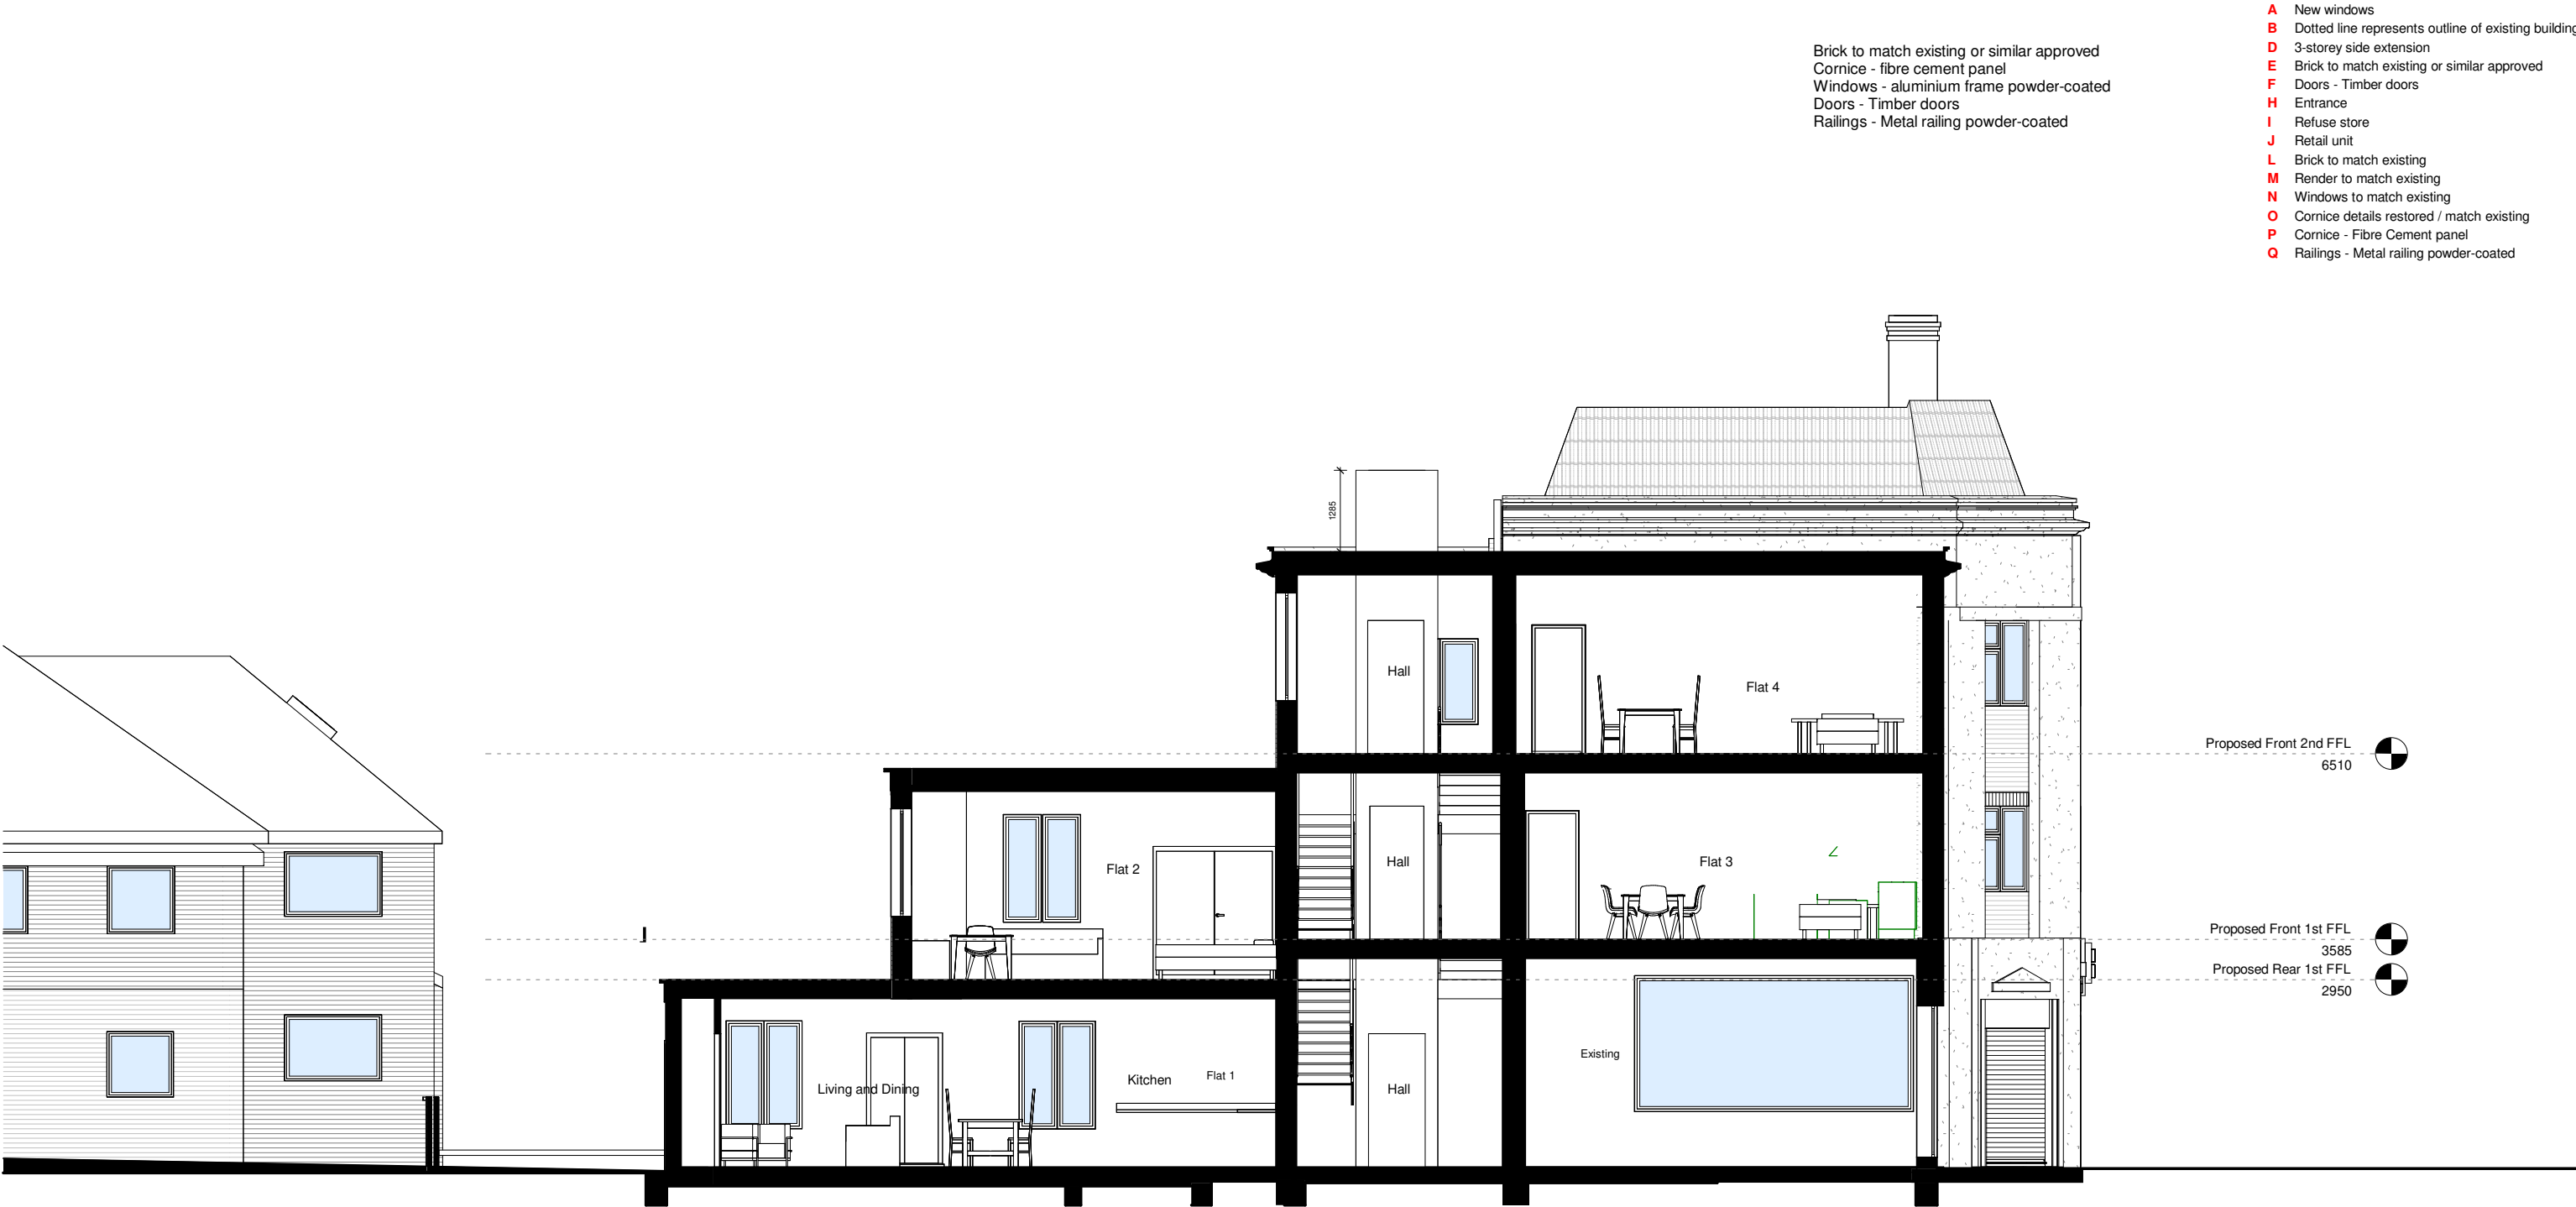 A New windows
B Dotted line represents outline of existing building
D 3-storey side extension
E Brick to match existing or similar approved
F Doors - Timber doors
H Entrance
I Refuse store
J Retail unit
L Brick to match existing
M Render to match existing
N Windows to match existing
O Cornice details restored / match existing
P Cornice - Fibre Cement panel
Q Railings - Metal railing powder-coated
Brick to match existing or similar approved
Cornice - fibre cement panel
Windows - aluminium frame powder-coated
Doors - Timber doors
Railings - Metal railing powder-coated
1285
Hall
Flat 4
Proposed Front 2nd FFL
6510
Flat 2
Hall
Flat 3
Proposed Front 1st FFL
3585
Proposed Rear 1st FFL
2950
Living and Dining
Kitchen
Flat 1
Hall
Existing